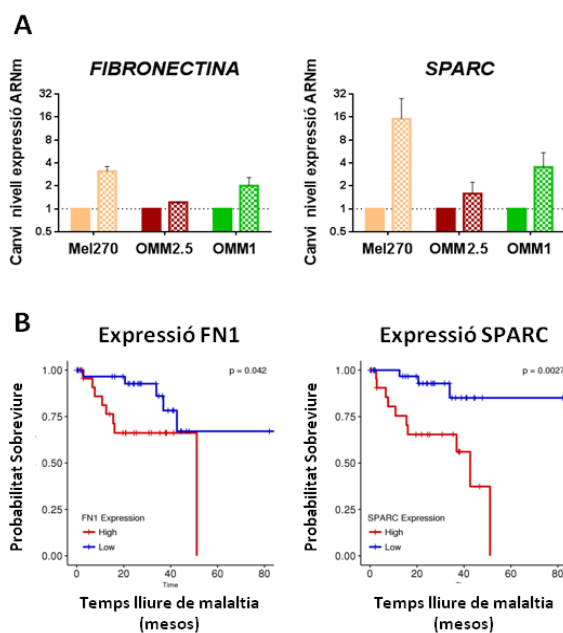 A
FIBRONECTINA
SPARC
Canvi nivell expressió ARNm
32
16
8
4
2
1
0.5
Mel270 OMM2.5 OMM1
Canvi nivell expressió ARNm
32
16
8
4
2
1
0.5
Mel270 OMM2.5 OMM1
B
Expressió FN1
Expressió SPARC
Probabilitat Sobreviure
1.00
0.75
0.50
0.25
0.00
p = 0.042
FN1 Expression
High
Low
0 20 40 60 80
Time
Temps lliure de malaltia
(mesos)
Probabilitat Sobreviure
1.00
0.75
0.50
0.25
0.00
p = 0.0027
SPARC Expression
High
Low
0 20 40 60 80
Temps lliure de malaltia
(mesos)